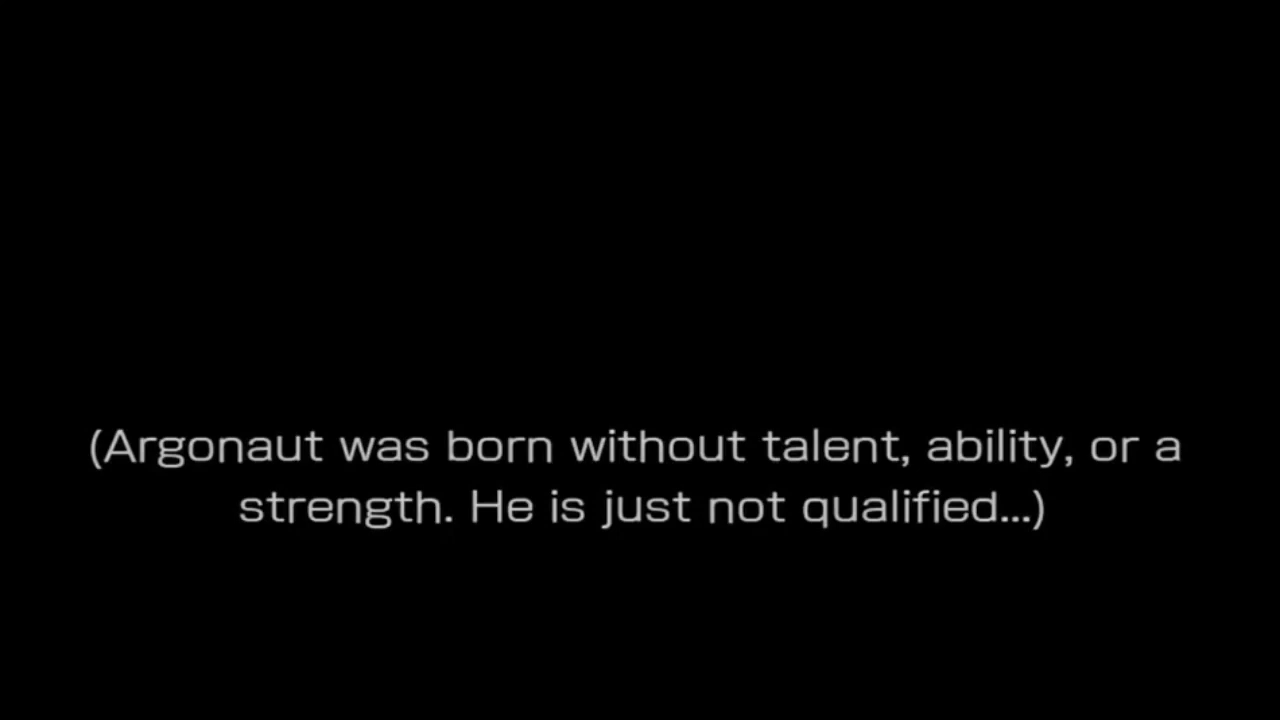 (Argonaut was born without talent, ability, or a
strength. He is just not qualified...)